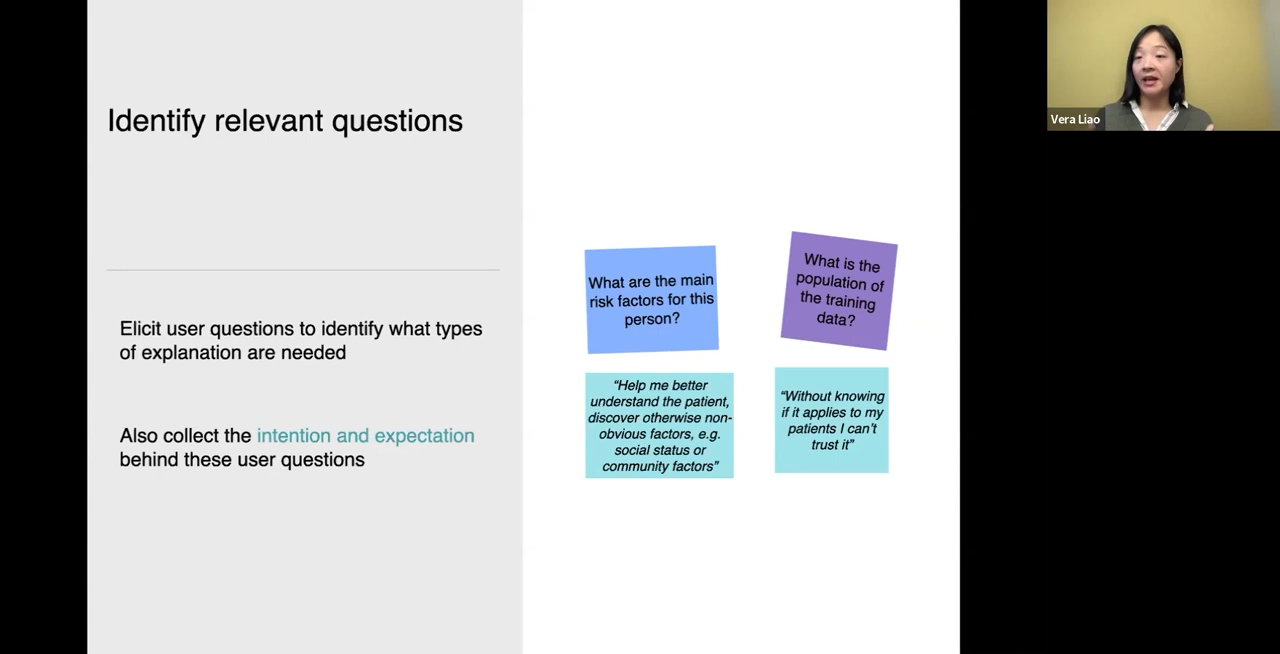 Identify relevant questions
Elicit user questions to identify what types
of explanation are needed
Also collect the intention and expectation
behind these user questions
What are the main
risk factors for this
person?
What is the
population of
the training
data?
“Help me better
understand the patient,
discover otherwise non-
obvious factors, e.g.
social status or
community factors”
“Without knowing
if it applies to my
patients I can’t
trust it”
Vera Liao